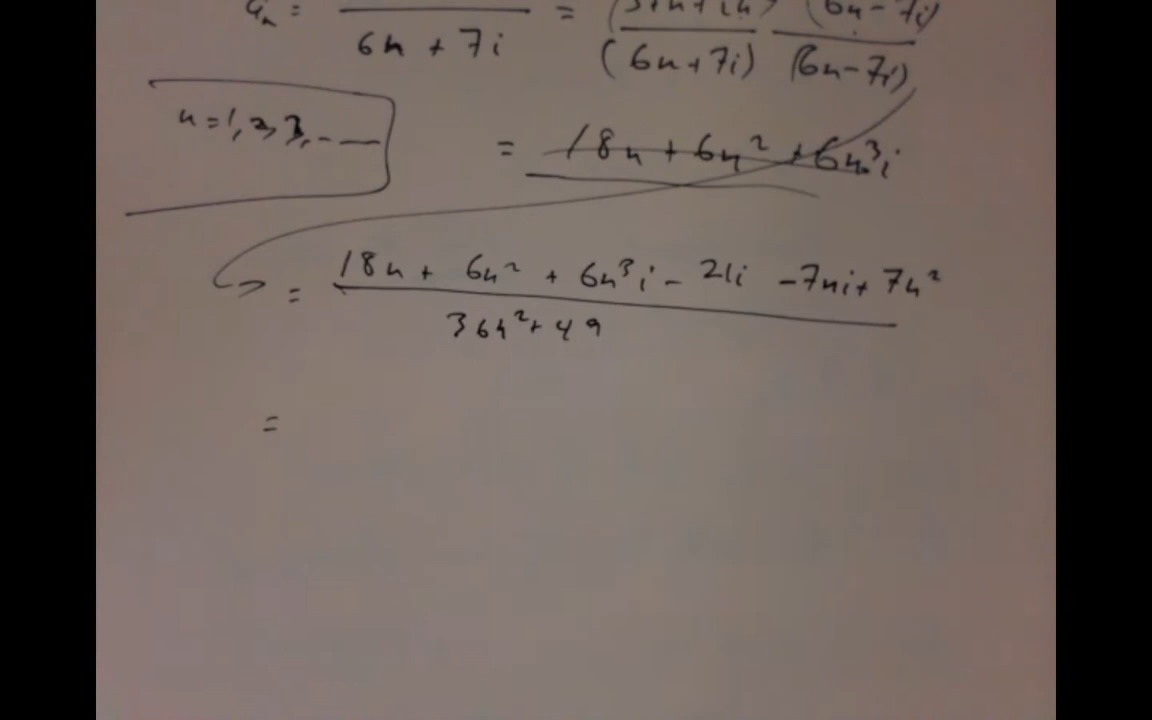 6n + 7i = (6n+7i) (6n-7i)
n=1,2,3,--- = 18n + 6n² + 6n³i
= 18n + 6n² + 6n³i - 21i -7ni+ 7n²
36n²+49
=